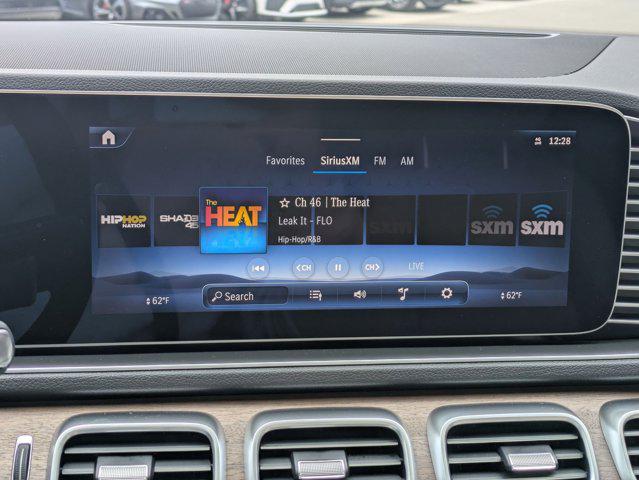 12:28
Favorites SiriusXM FM AM
HIPHOP NATION
SHADE 45
The HEAT
Ch 46 | The Heat
Leak It - FLO
Hip-Hop/R&B
sxm
sxm
sxm
<CH
CH>
LIVE
62°F
Search
62°F